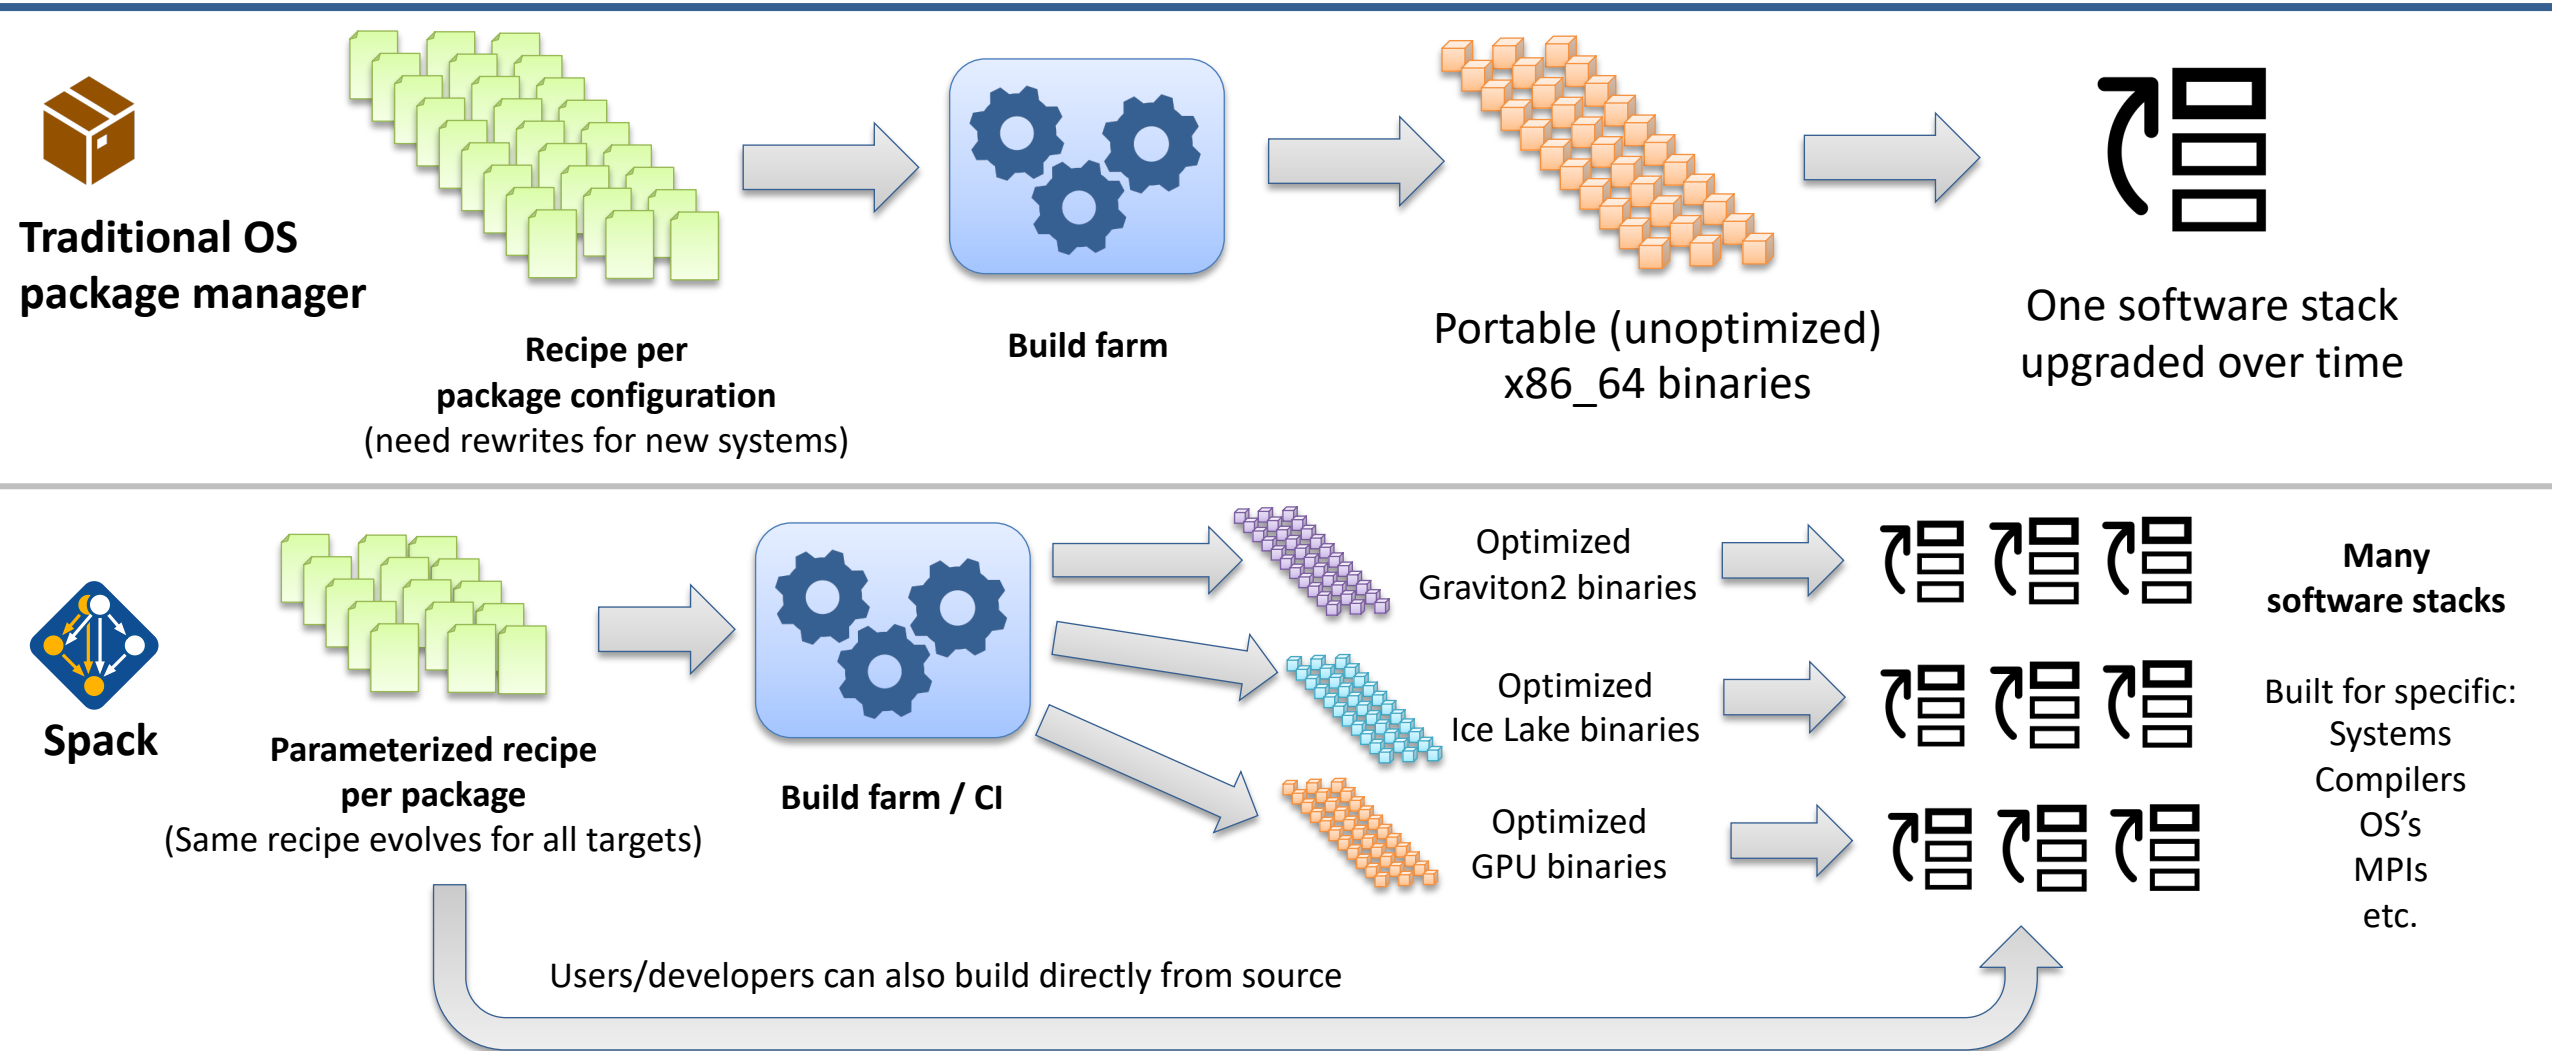 Traditional OS
package manager
Recipe per
package configuration
(need rewrites for new systems)
Build farm
Portable (unoptimized)
x86_64 binaries
One software stack
upgraded over time
Spack
Parameterized recipe
per package
(Same recipe evolves for all targets)
Build farm / CI
Optimized
Graviton2 binaries
Optimized
Ice Lake binaries
Optimized
GPU binaries
Many
software stacks
Built for specific:
Systems
Compilers
OS’s
MPIs
etc.
Users/developers can also build directly from source